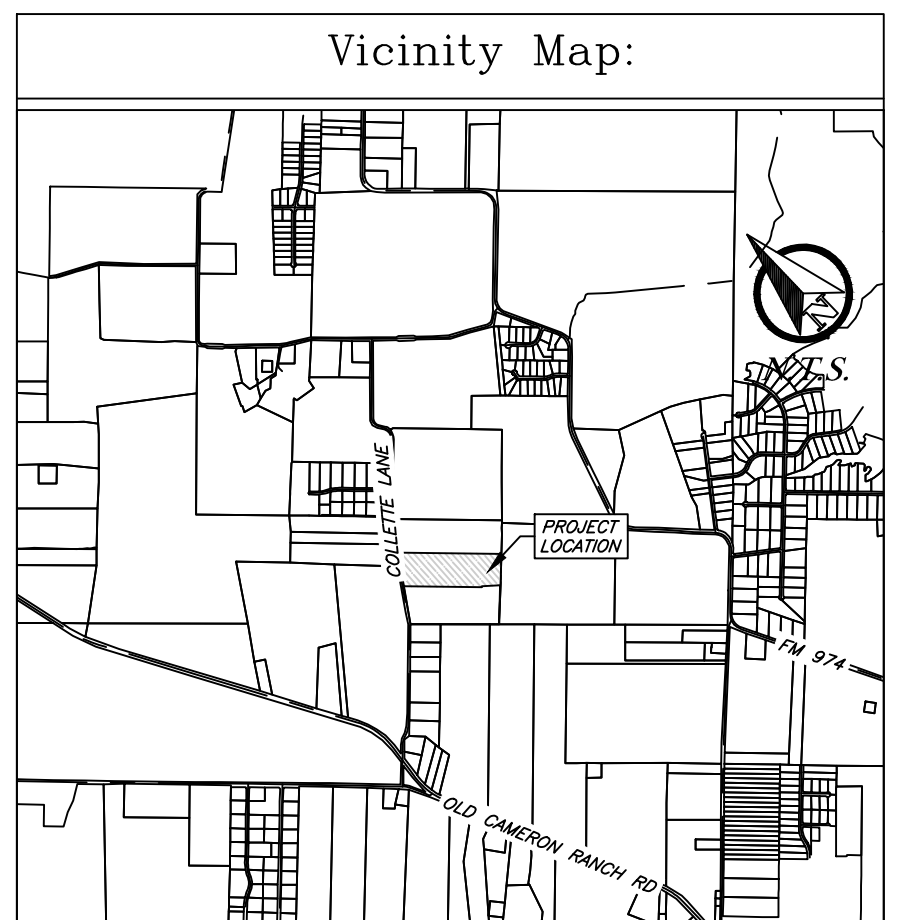 Vicinity Map:
N
N.T.S.
COLLETTE LANE
PROJECT
LOCATION
FM 974
OLD CAMERON RANCH RD